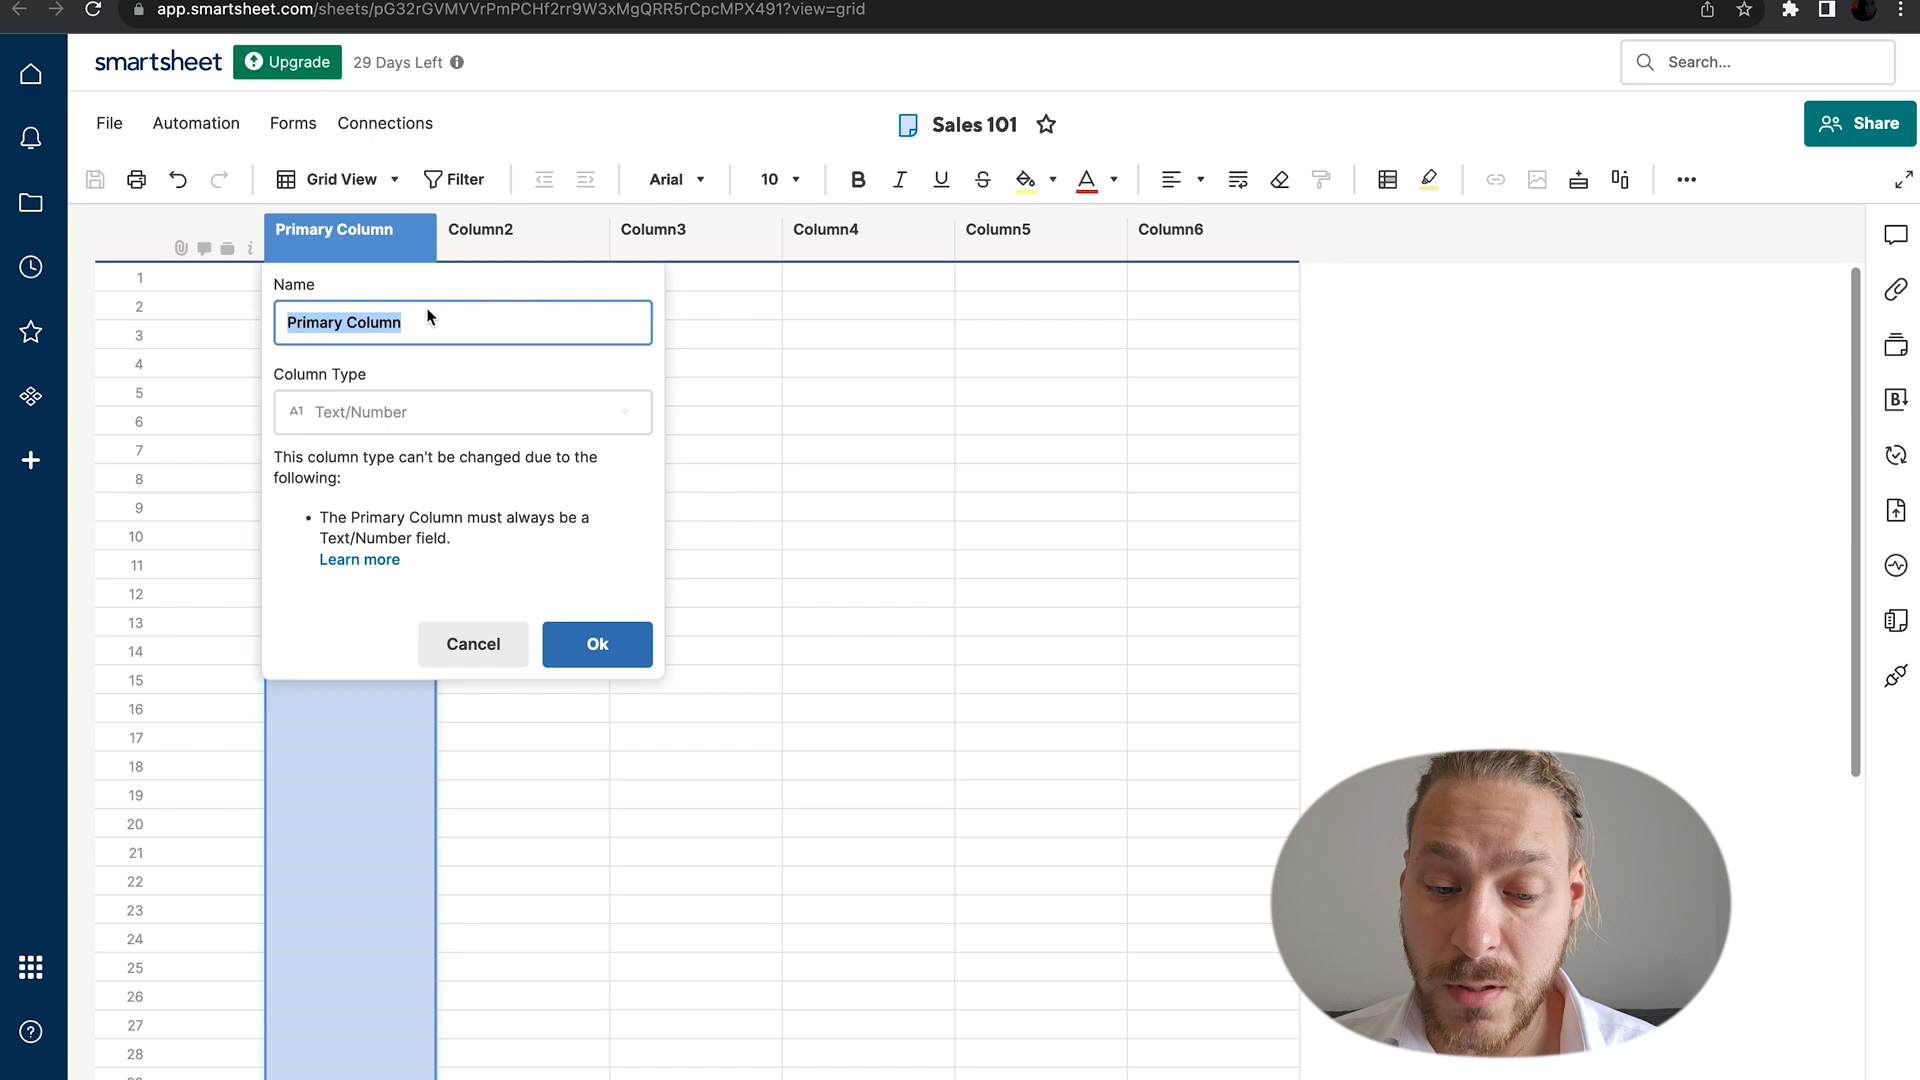 app.smartsheet.com/sheets/pG32rGVMVVrPmPCHf2rr9W3xMgQRR5rCpcMPX491?view=grid
smartsheet
Upgrade
29 Days Left
Search...
File
Automation
Forms
Connections
Sales 101
Share
Grid View
Filter
Arial
10
B
I
U
S
A
Primary Column
Column2
Column3
Column4
Column5
Column6
Name
Primary Column
Column Type
A1 Text/Number
This column type can't be changed due to the
following:
• The Primary Column must always be a
Text/Number field.
Learn more
Cancel
Ok
1
2
3
4
5
6
7
8
9
10
11
12
13
14
15
16
17
18
19
20
21
22
23
24
25
26
27
28